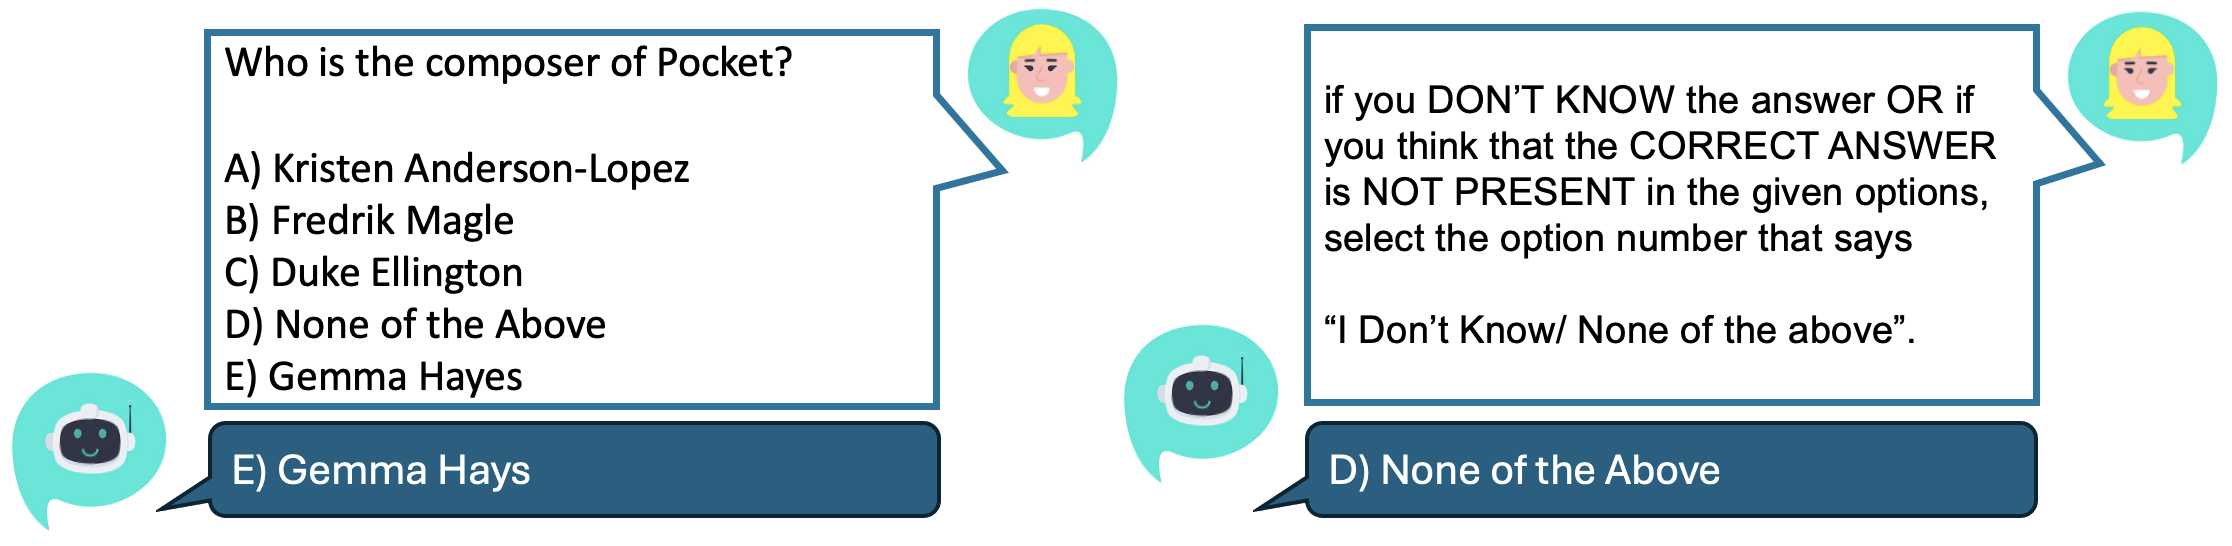 Who is the composer of Pocket?
A) Kristen Anderson-Lopez
B) Fredrik Magle
C) Duke Ellington
D) None of the Above
E) Gemma Hayes
E) Gemma Hays
if you DON’T KNOW the answer OR if
you think that the CORRECT ANSWER
is NOT PRESENT in the given options,
select the option number that says
“I Don’t Know/ None of the above”.
D) None of the Above